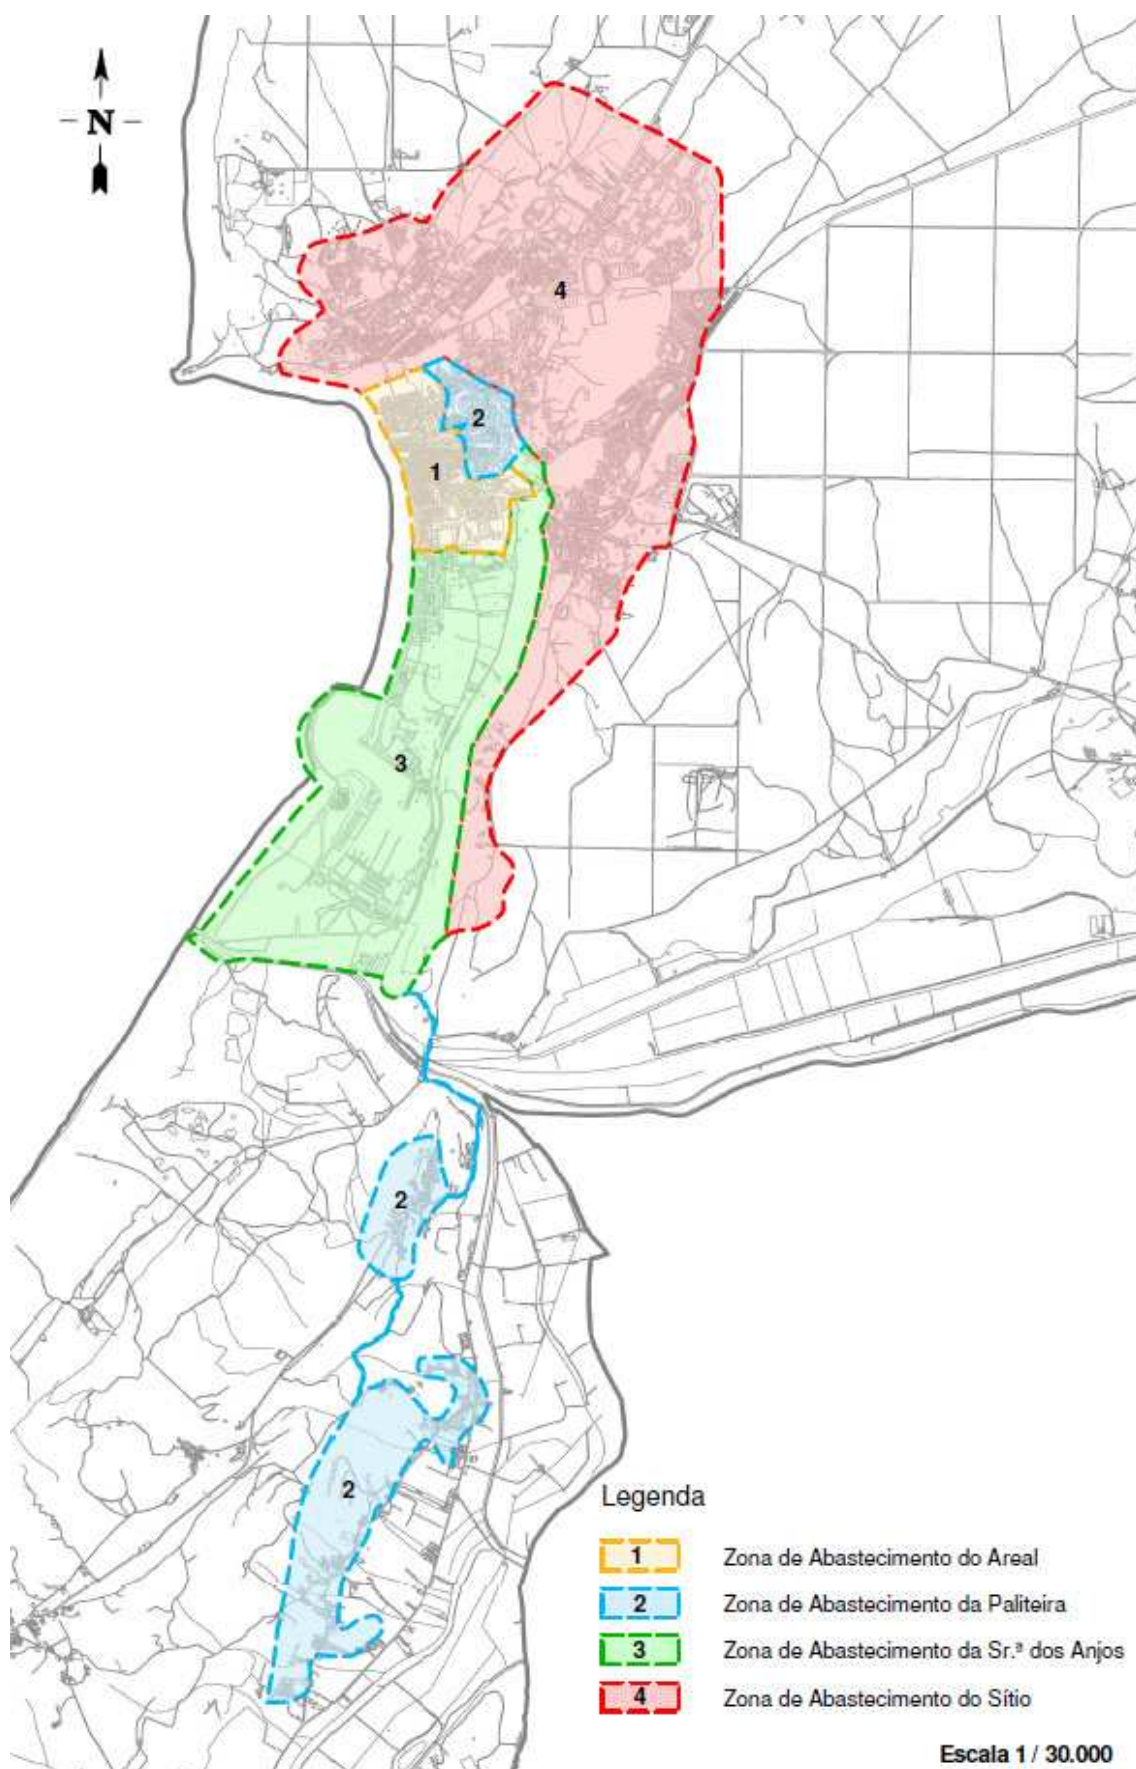 N
4
2
1
3
2
2
Legenda
1 Zona de Abastecimento do Areal
2 Zona de Abastecimento da Paliteira
3 Zona de Abastecimento da Sr.ª dos Anjos
4 Zona de Abastecimento do Sítio
Escala 1 / 30.000